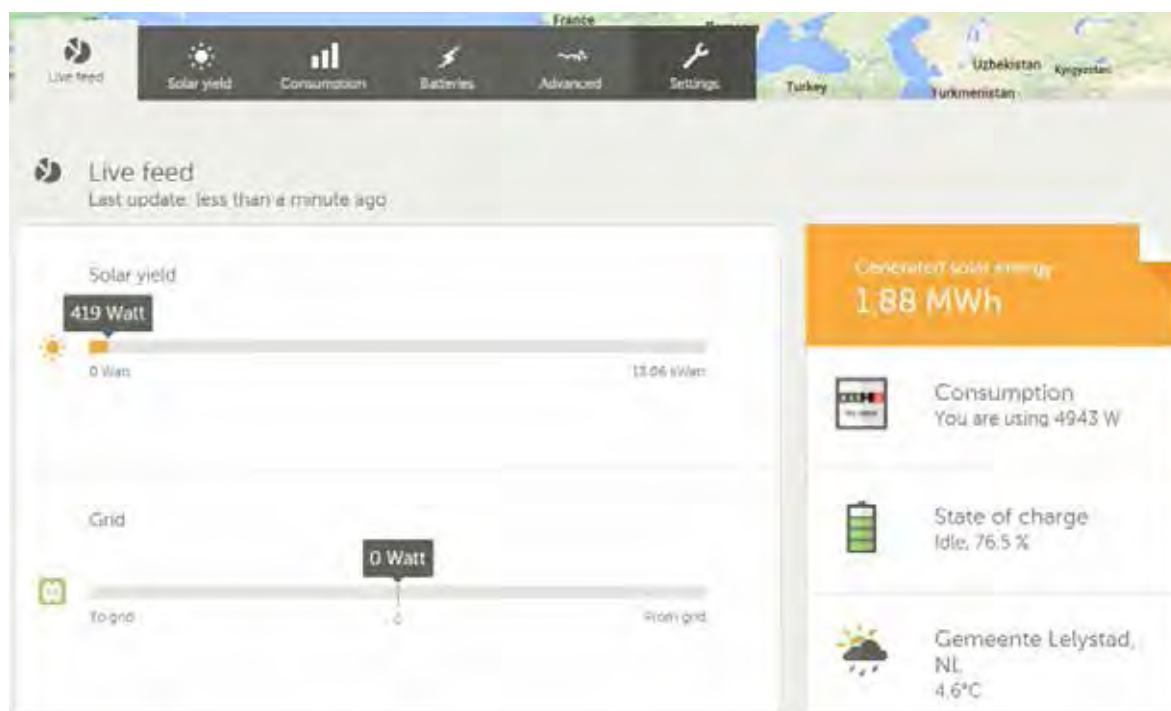 France
Uzbekistan
Kyrgyzstan
Turkey
Turkmenistan
Live feed
Solar yield
Consumption
Batteries
Advanced
Settings
Live feed
Last update: less than a minute ago
Solar yield
419 Watt
0 Watt
13.06 kWatt
Grid
0 Watt
To grid
0
From grid
Generated solar energy
1.88 MWh
Consumption
You are using 4943 W
State of charge
Idle, 76.5 %
Gemeente Lelystad,
NL
4.6°C